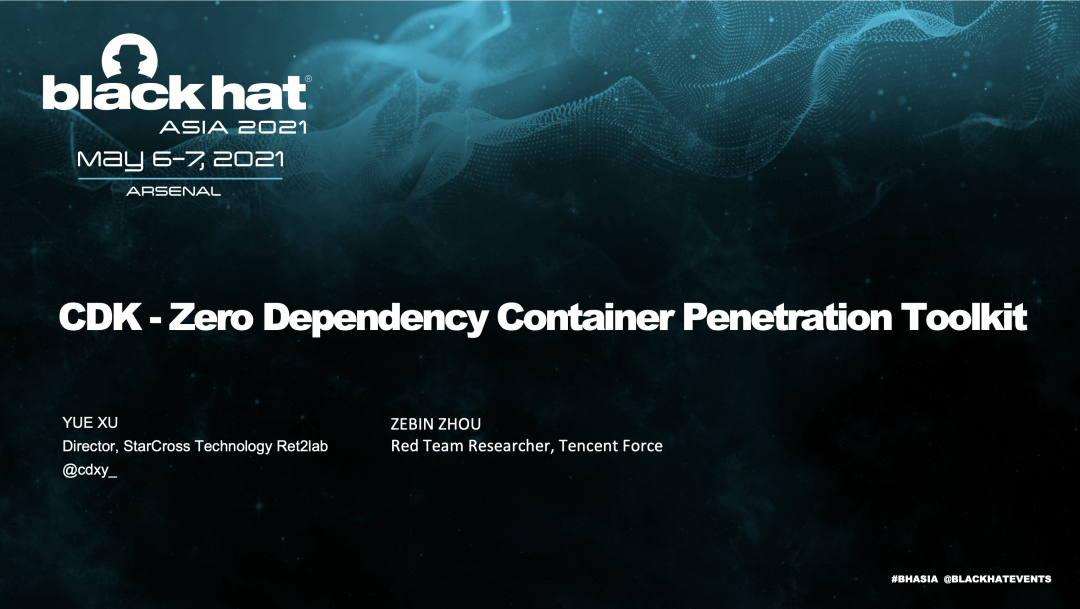 black hat®
ASIA 2021
May 6-7, 2021
ARSENAL
CDK - Zero Dependency Container Penetration Toolkit
YUE XU
Director, StarCross Technology Ret2lab
@cdxy_
ZEBIN ZHOU
Red Team Researcher, Tencent Force
#BHASIA @BLACKHATEVENTS